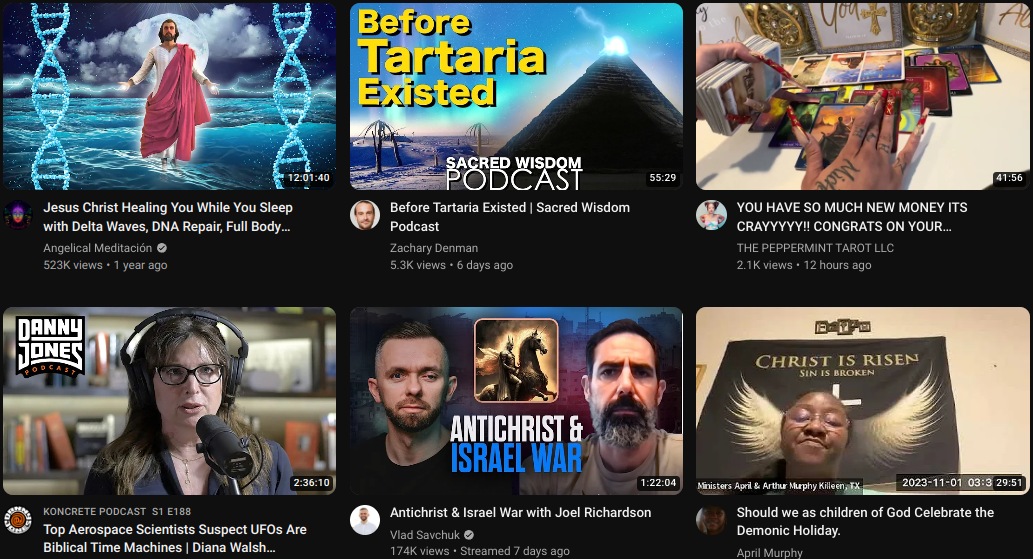 12:01:40
Jesus Christ Healing You While You Sleep
with Delta Waves, DNA Repair, Full Body...
Angelical Meditación
523K views • 1 year ago
Before
Tartaria
Existed
SACRED WISDOM
PODCAST
55:29
Before Tartaria Existed | Sacred Wisdom
Podcast
Zachary Denman
5.3K views • 6 days ago
God
41:56
YOU HAVE SO MUCH NEW MONEY ITS
CRAYYYYY!! CONGRATS ON YOUR...
THE PEPPERMINT TAROT LLC
2.1K views • 12 hours ago
DANNY
JONES
PODCAST
2:36:10
KONCRETE PODCAST S1 E188
Top Aerospace Scientists Suspect UFOs Are
Biblical Time Machines | Diana Walsh...
ANTICHRIST &
ISRAEL WAR
1:22:04
Antichrist & Israel War with Joel Richardson
Vlad Savchuk
174K views • Streamed 7 days ago
CHRIST IS RISEN
SIN IS BROKEN
Ministers April & Arthur Murphy Killeen, TX
2023-11-01 03:3
29:51
Should we as children of God Celebrate the
Demonic Holiday.
April Murphy